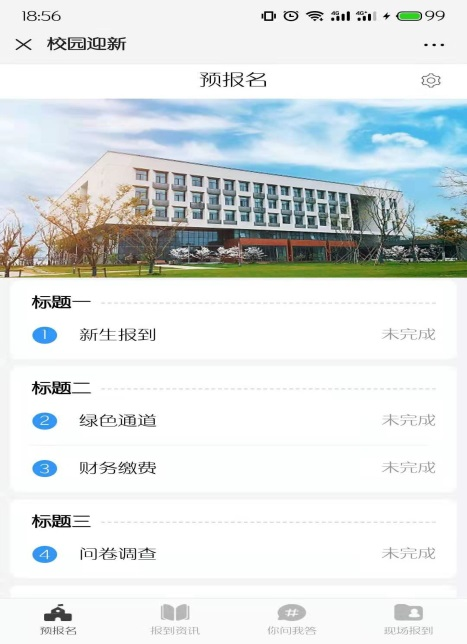 18:56
4G 4G 99
校园迎新
预报名
标题一
1 新生报到 未完成
标题二
2 绿色通道 未完成
3 财务缴费 未完成
标题三
4 问卷调查 未完成
预报名 报到资讯 你问我答 现场报到